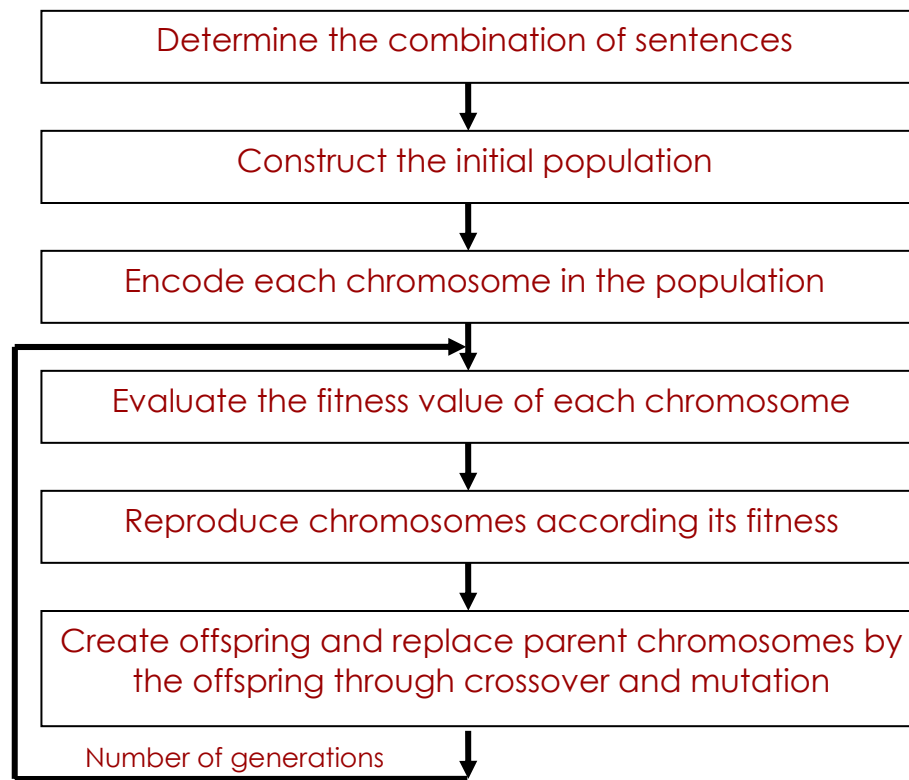 Determine the combination of sentences
Construct the initial population
Encode each chromosome in the population
Evaluate the fitness value of each chromosome
Reproduce chromosomes according its fitness
Create offspring and replace parent chromosomes by
the offspring through crossover and mutation
Number of generations